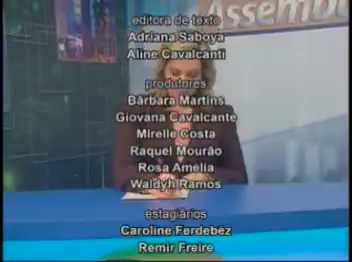 Assemb
editora de texto
Adriana Saboya
Aline Cavalcanti
produtores
Bárbara Martins
Giovana Cavalcante
Mirelle Costa
Raquel Mourão
Rosa Amélia
Waldyh Ramos
estagiários
Caroline Ferdebéz
Remir Freire